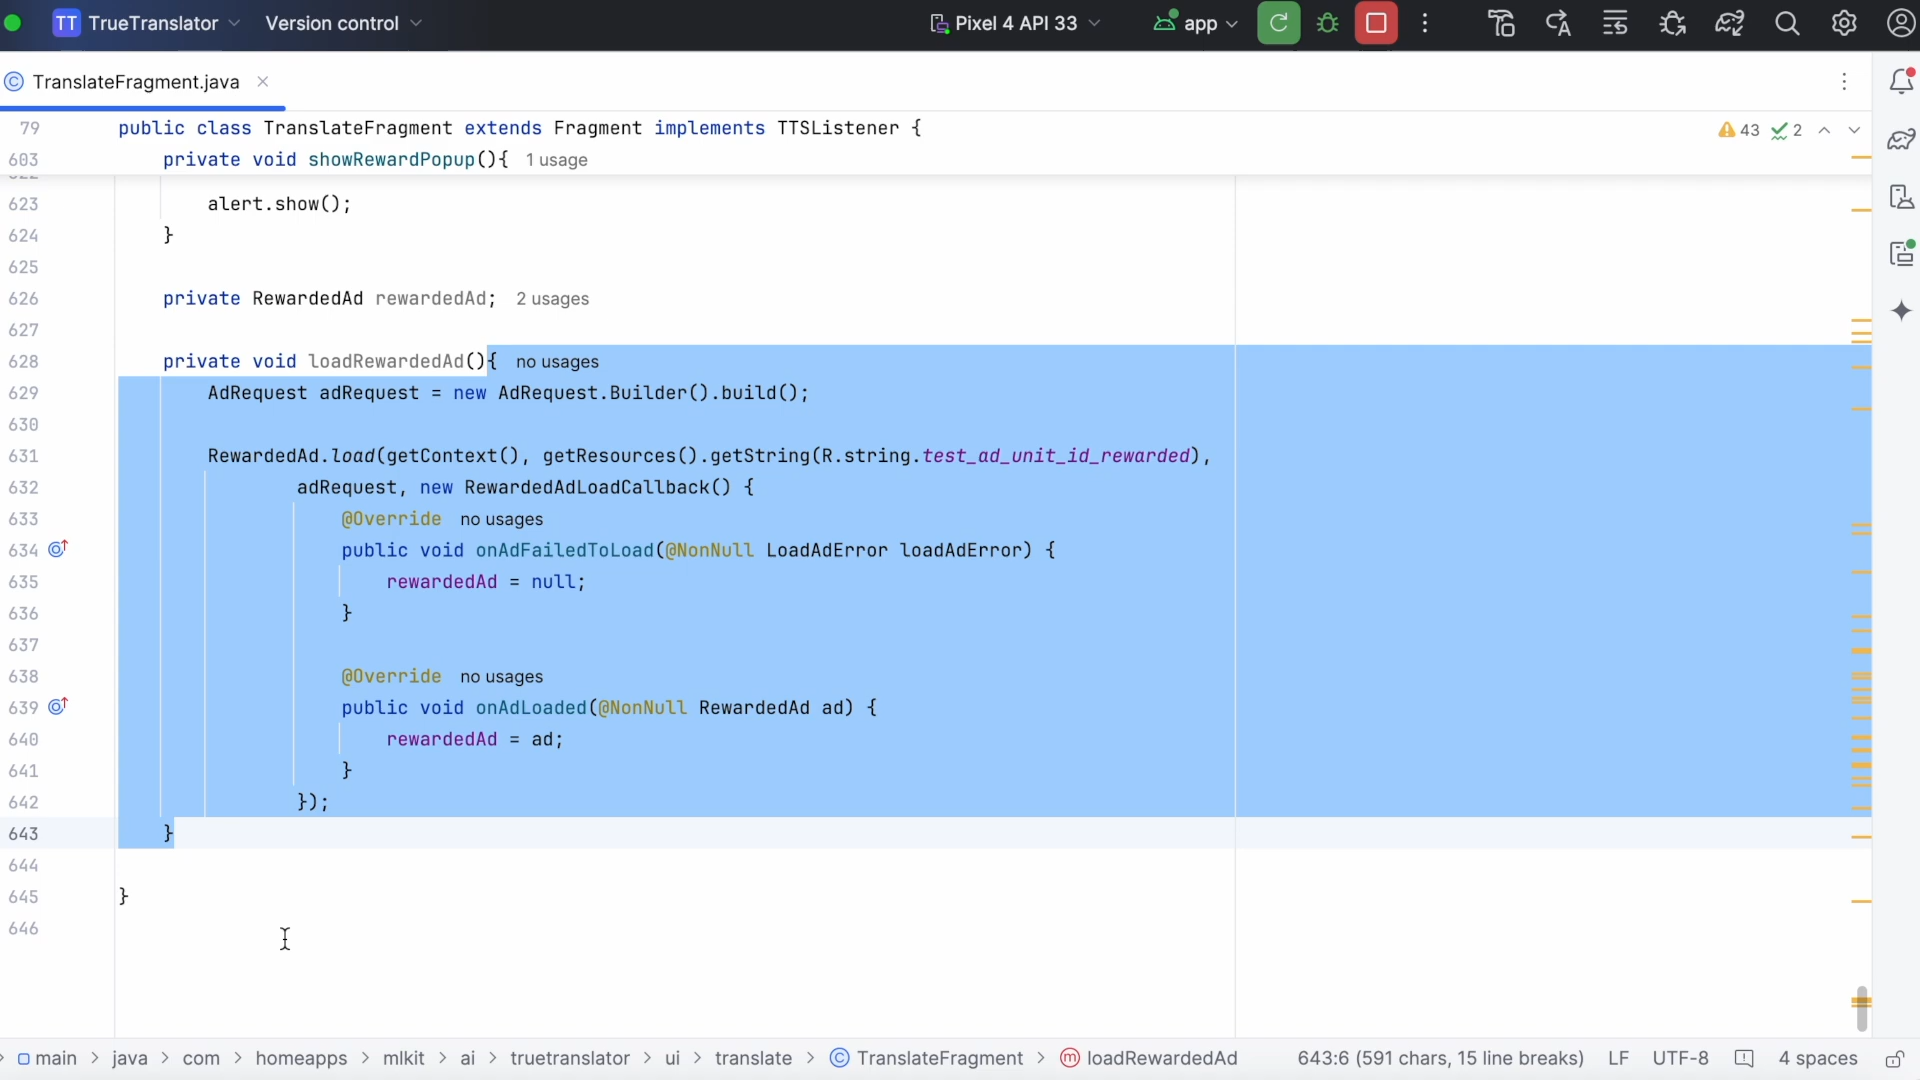 TT TrueTranslator Version control Pixel 4 API 33 app
TranslateFragment.java
79 public class TranslateFragment extends Fragment implements TTSListener { 43 2
603 private void showRewardPopup(){ 1 usage
622
623 alert.show();
624 }
625
626 private RewardedAd rewardedAd; 2 usages
627
628 private void loadRewardedAd(){ no usages
629 AdRequest adRequest = new AdRequest.Builder().build();
630
631 RewardedAd.load(getContext(), getResources().getString(R.string.test_ad_unit_id_rewarded),
632 adRequest, new RewardedAdLoadCallback() {
633 @Override no usages
634 public void onAdFailedToLoad(@NonNull LoadAdError loadAdError) {
635 rewardedAd = null;
636 }
637
638 @Override no usages
639 public void onAdLoaded(@NonNull RewardedAd ad) {
640 rewardedAd = ad;
641 }
642 });
643 }
644
645 }
646
main > java > com > homeapps > mlkit > ai > truetranslator > ui > translate > TranslateFragment > loadRewardedAd 643:6 (591 chars, 15 line breaks) LF UTF-8 4 spaces